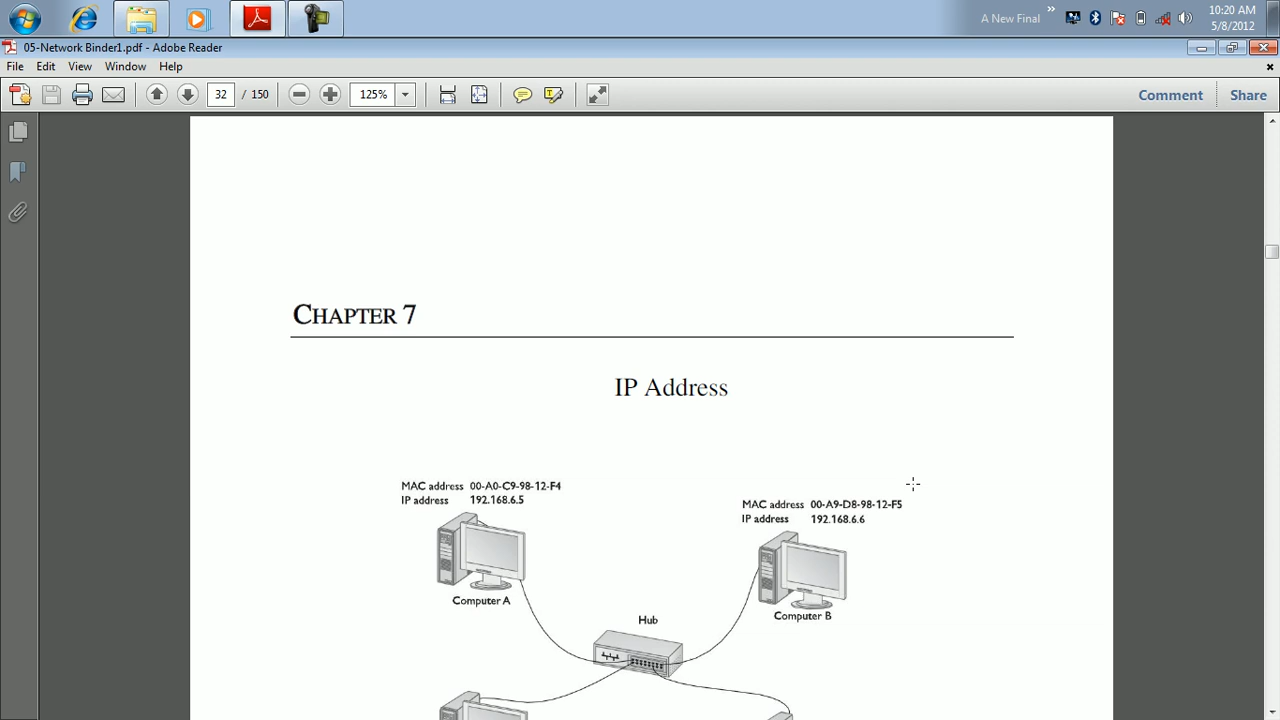 A New Final
10:20 AM
5/8/2012
05-Network Binder1.pdf - Adobe Reader
File Edit View Window Help
32 / 150 125% Comment Share
CHAPTER 7
IP Address
MAC address 00-A0-C9-98-12-F4
IP address 192.168.6.5
MAC address 00-A9-D8-98-12-F5
IP address 192.168.6.6
Computer A
Computer B
Hub